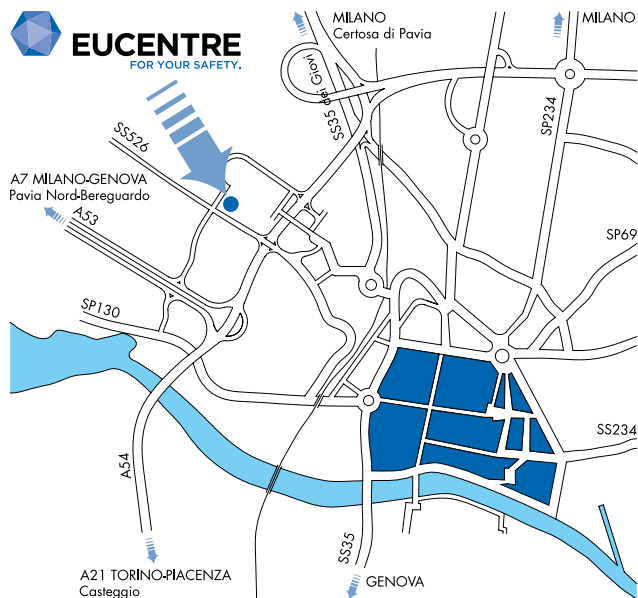 EUCENTRE
FOR YOUR SAFETY.
MILANO
Certosa di Pavia
MILANO
SS35 dei Giovi
SP234
SS526
A7 MILANO-GENOVA
Pavia Nord-Bereguardo
A53
SP69
SP130
SS234
A54
SS35
A21 TORINO-PIACENZA
Casteggio
GENOVA